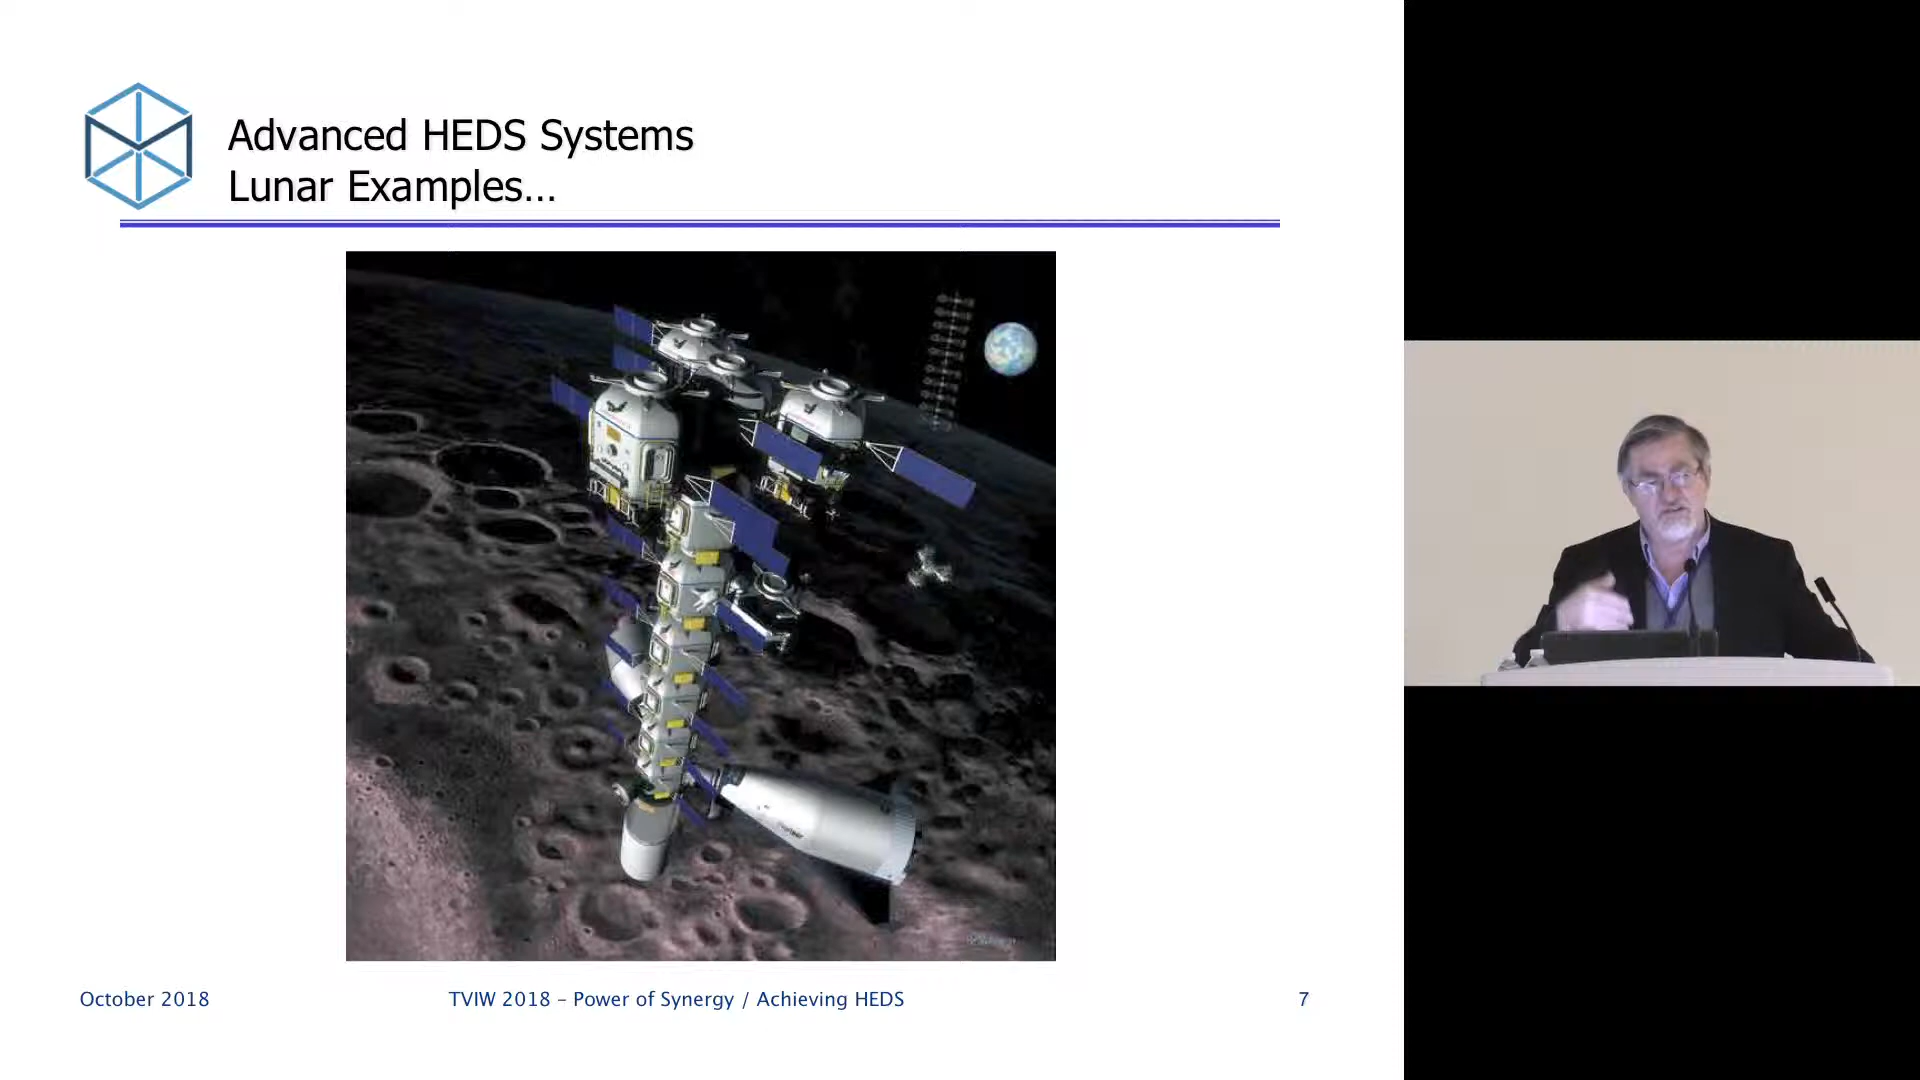 Advanced HEDS Systems
Lunar Examples...
October 2018
TVIW 2018 – Power of Synergy / Achieving HEDS
7